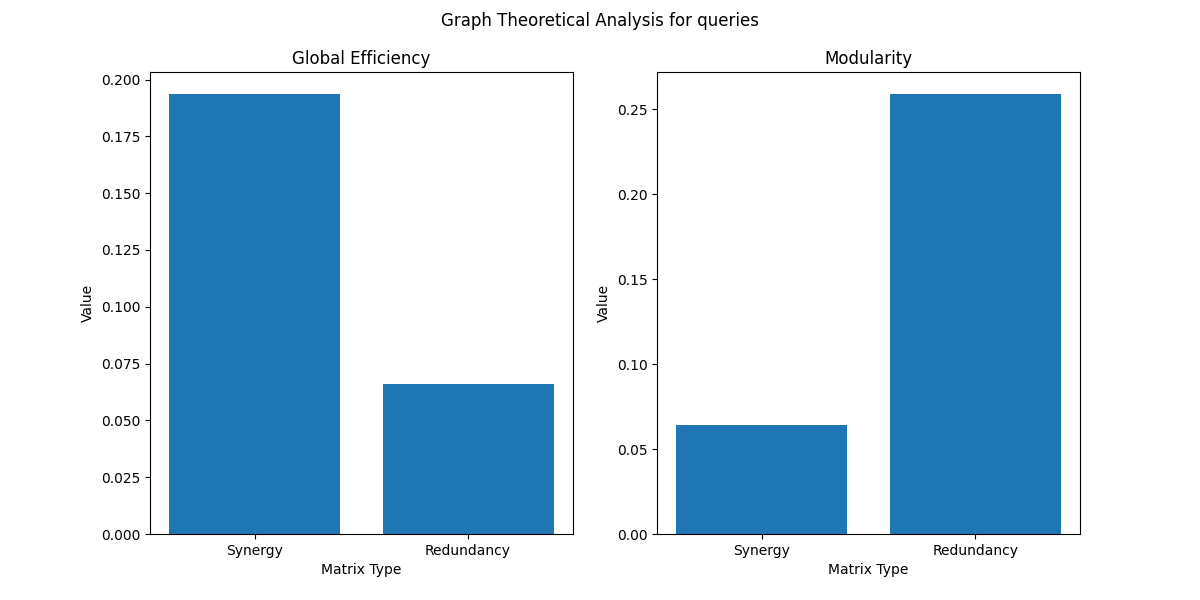 Graph Theoretical Analysis for queries
Global Efficiency
0.200
0.175
0.150
0.125
0.100
0.075
0.050
0.025
0.000
Value
Synergy Redundancy
Matrix Type
Modularity
0.25
0.20
0.15
0.10
0.05
0.00
Value
Synergy Redundancy
Matrix Type